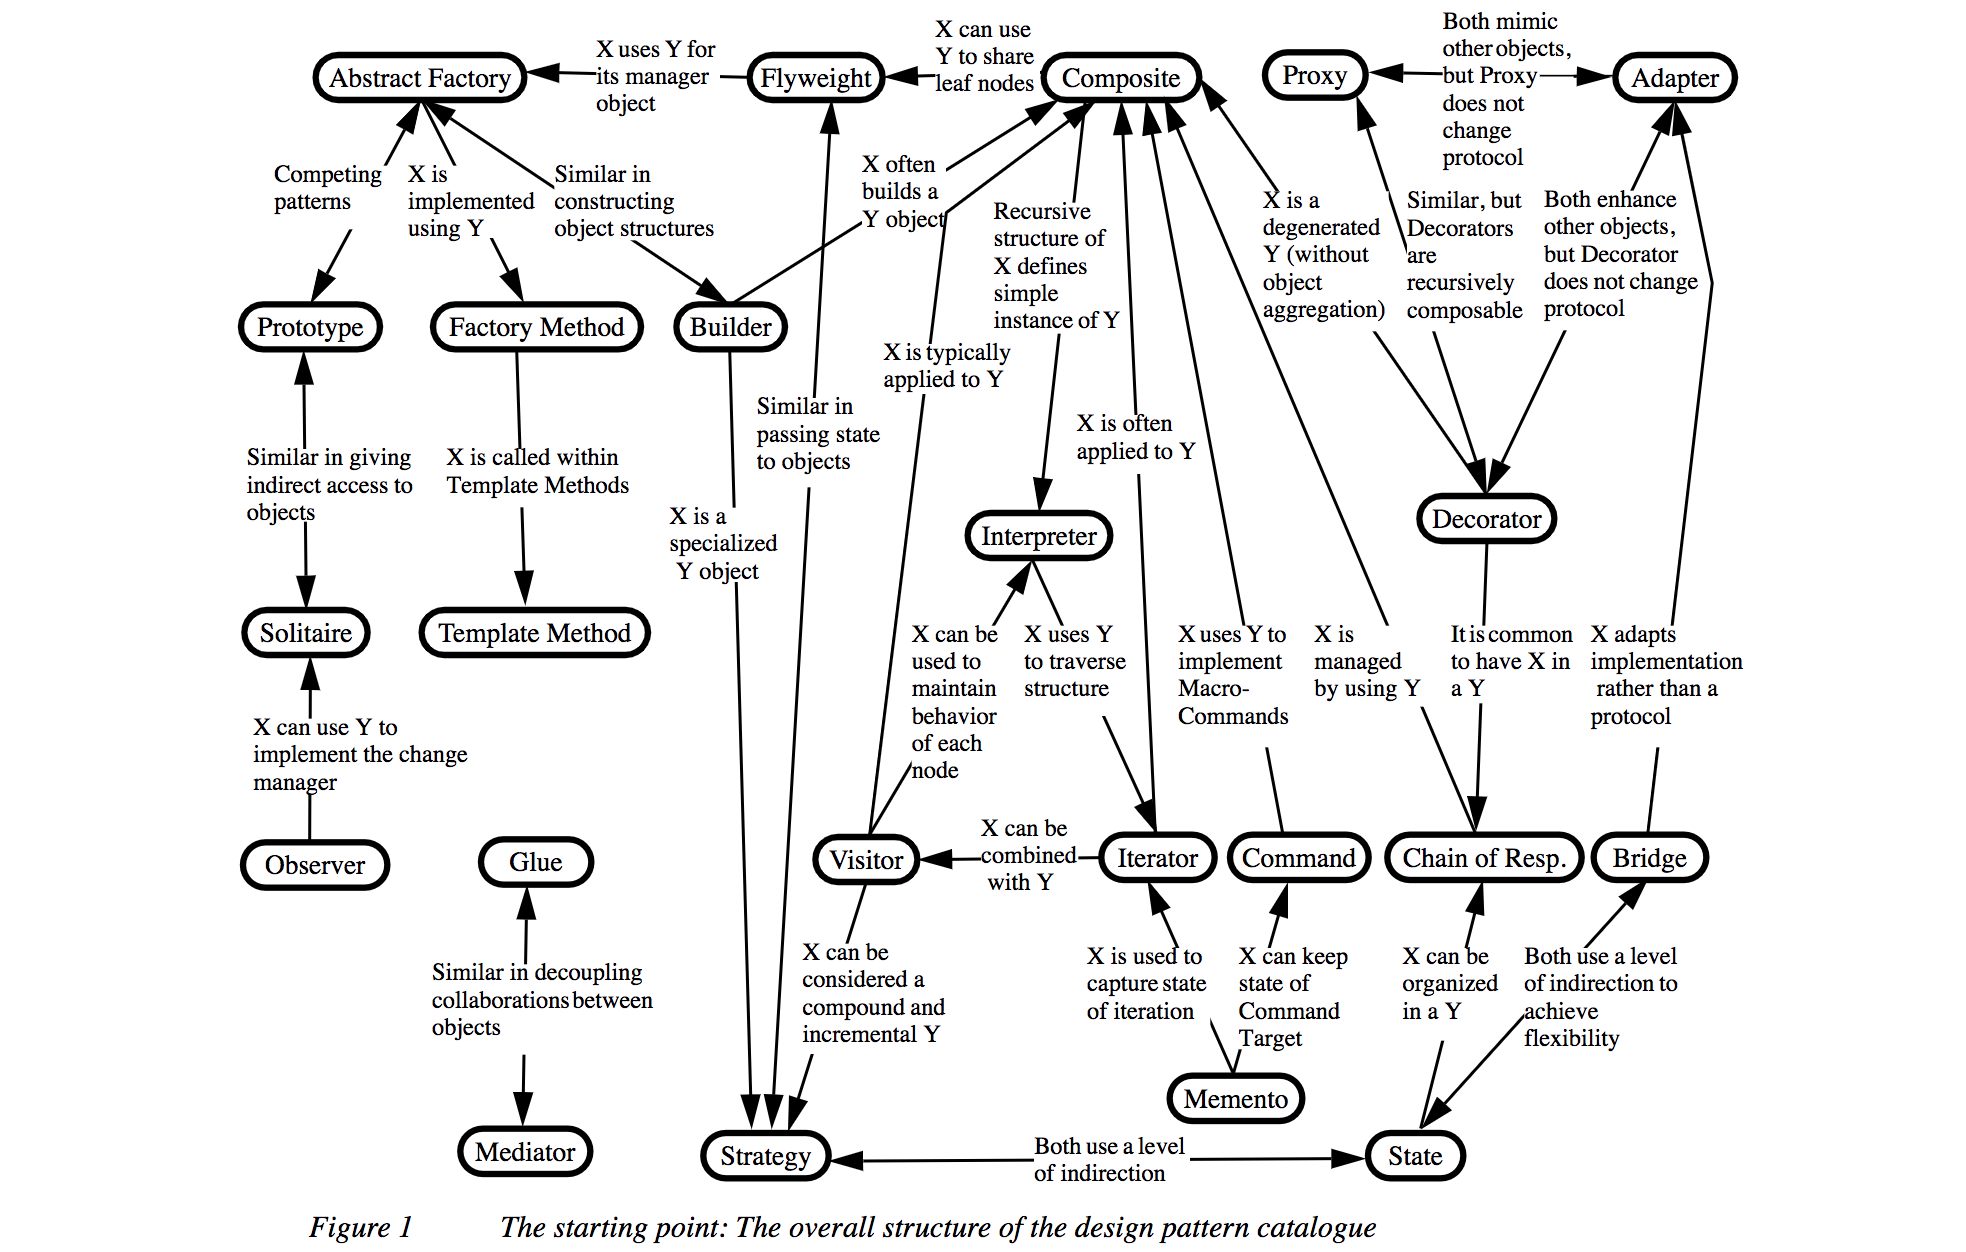 Abstract Factory
X uses Y for
its manager
object
Flyweight
X can use
Y to share
leaf nodes
Composite
Proxy
Both mimic
other objects,
but Proxy
does not
change
protocol
Adapter
Competing
patterns
X is
implemented
using Y
Similar in
constructing
object structures
X often
builds a
Y object
Recursive
structure of
X defines
simple
instance of Y
X is a
degenerated
Y (without
object
aggregation)
Similar, but
Decorators
are
recursively
composable
Both enhance
other objects,
but Decorator
does not change
protocol
Prototype
Factory Method
Builder
X is typically
applied to Y
Similar in
passing state
to objects
X is often
applied to Y
Similar in giving
indirect access to
objects
X is called within
Template Methods
X is a
specialized
Y object
Interpreter
Decorator
Solitaire
Template Method
X can be
used to
maintain
behavior
of each
node
X uses Y
to traverse
structure
X uses Y to
implement
Macro-
Commands
X is
managed
by using Y
It is common
to have X in
a Y
X adapts
implementation
rather than a
protocol
X can use Y to
implement the change
manager
Observer
Glue
Visitor
X can be
combined
with Y
Iterator
Command
Chain of Resp.
Bridge
Similar in decoupling
collaborations between
objects
X can be
considered a
compound and
incremental Y
X is used to
capture state
of iteration
X can keep
state of
Command
Target
X can be
organized
in a Y
Both use a level
of indirection to
achieve
flexibility
Memento
Mediator
Strategy
Both use a level
of indirection
State
Figure 1 The starting point: The overall structure of the design pattern catalogue